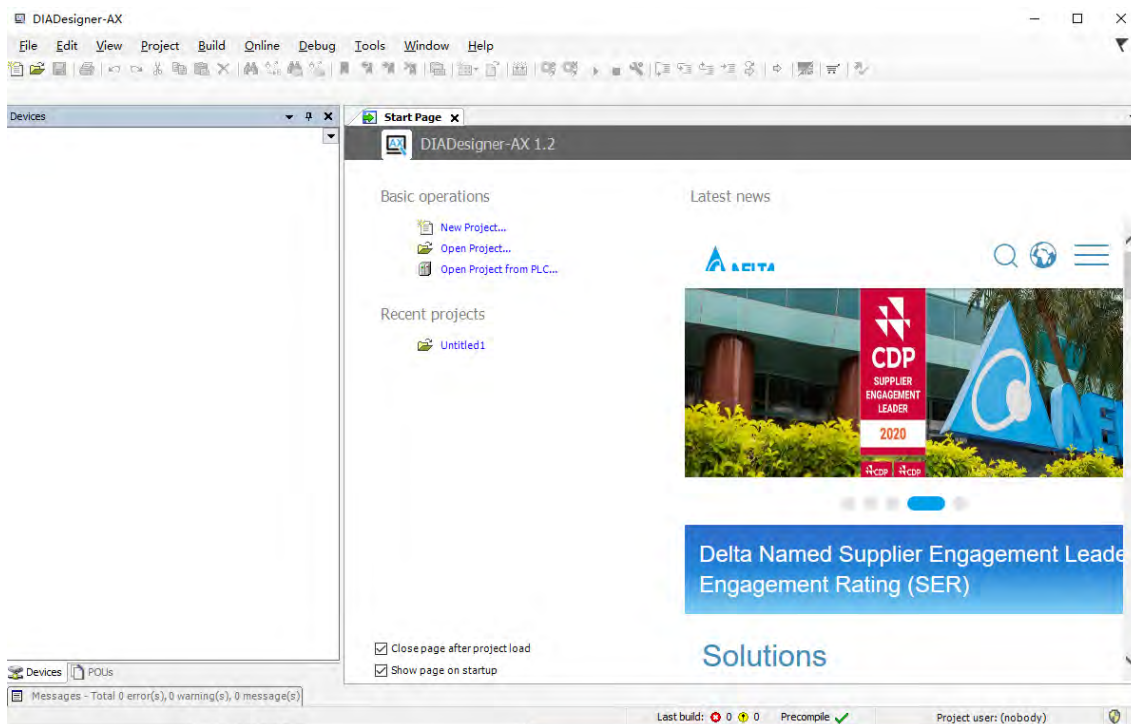 DIADesigner-AX
File Edit View Project Build Online Debug Tools Window Help
Devices
Start Page
DIADesigner-AX 1.2
Basic operations
New Project...
Open Project...
Open Project from PLC...
Recent projects
Untitled1
Latest news
DELTA
CDP
SUPPLIER
ENGAGEMENT
LEADER
2020
CDP CDP
Delta Named Supplier Engagement Leade
Engagement Rating (SER)
Solutions
Close page after project load
Show page on startup
Devices POUs
Messages - Total 0 error(s), 0 warning(s), 0 message(s)
Last build: 0 0 Precompile Project user: (nobody)